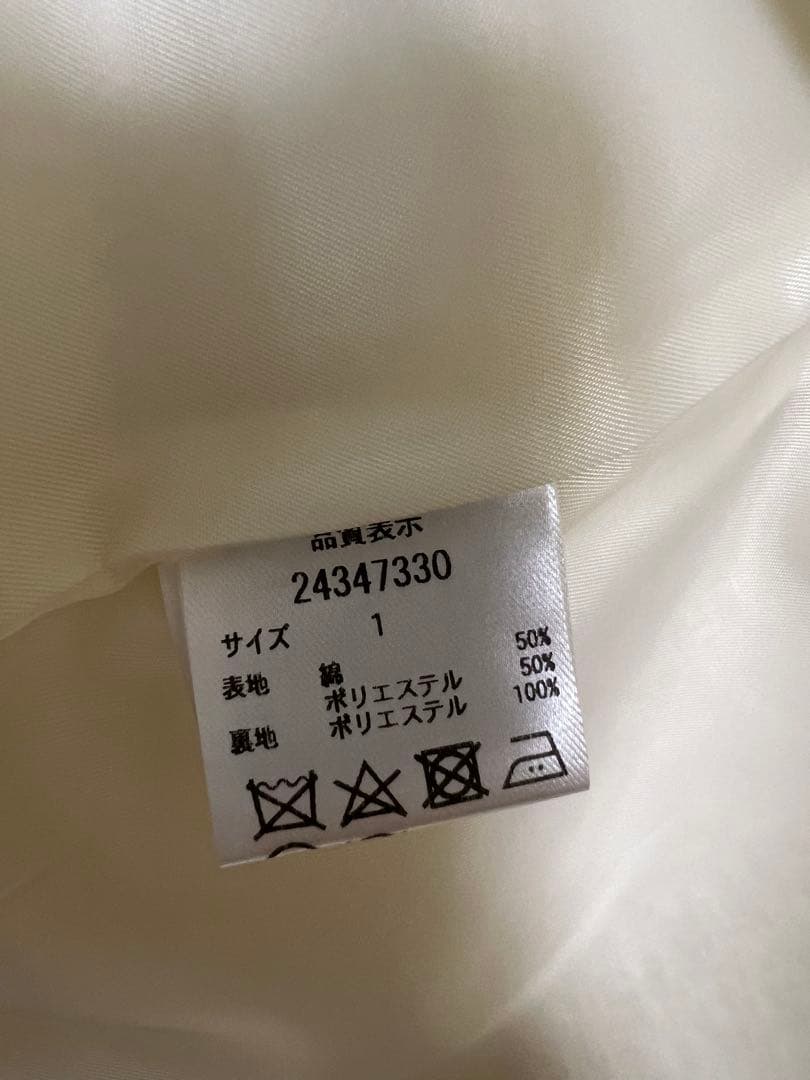 品質表示
24347330
サイズ 1
表地 綿 50%
ポリエステル 50%
裏地 ポリエステル 100%